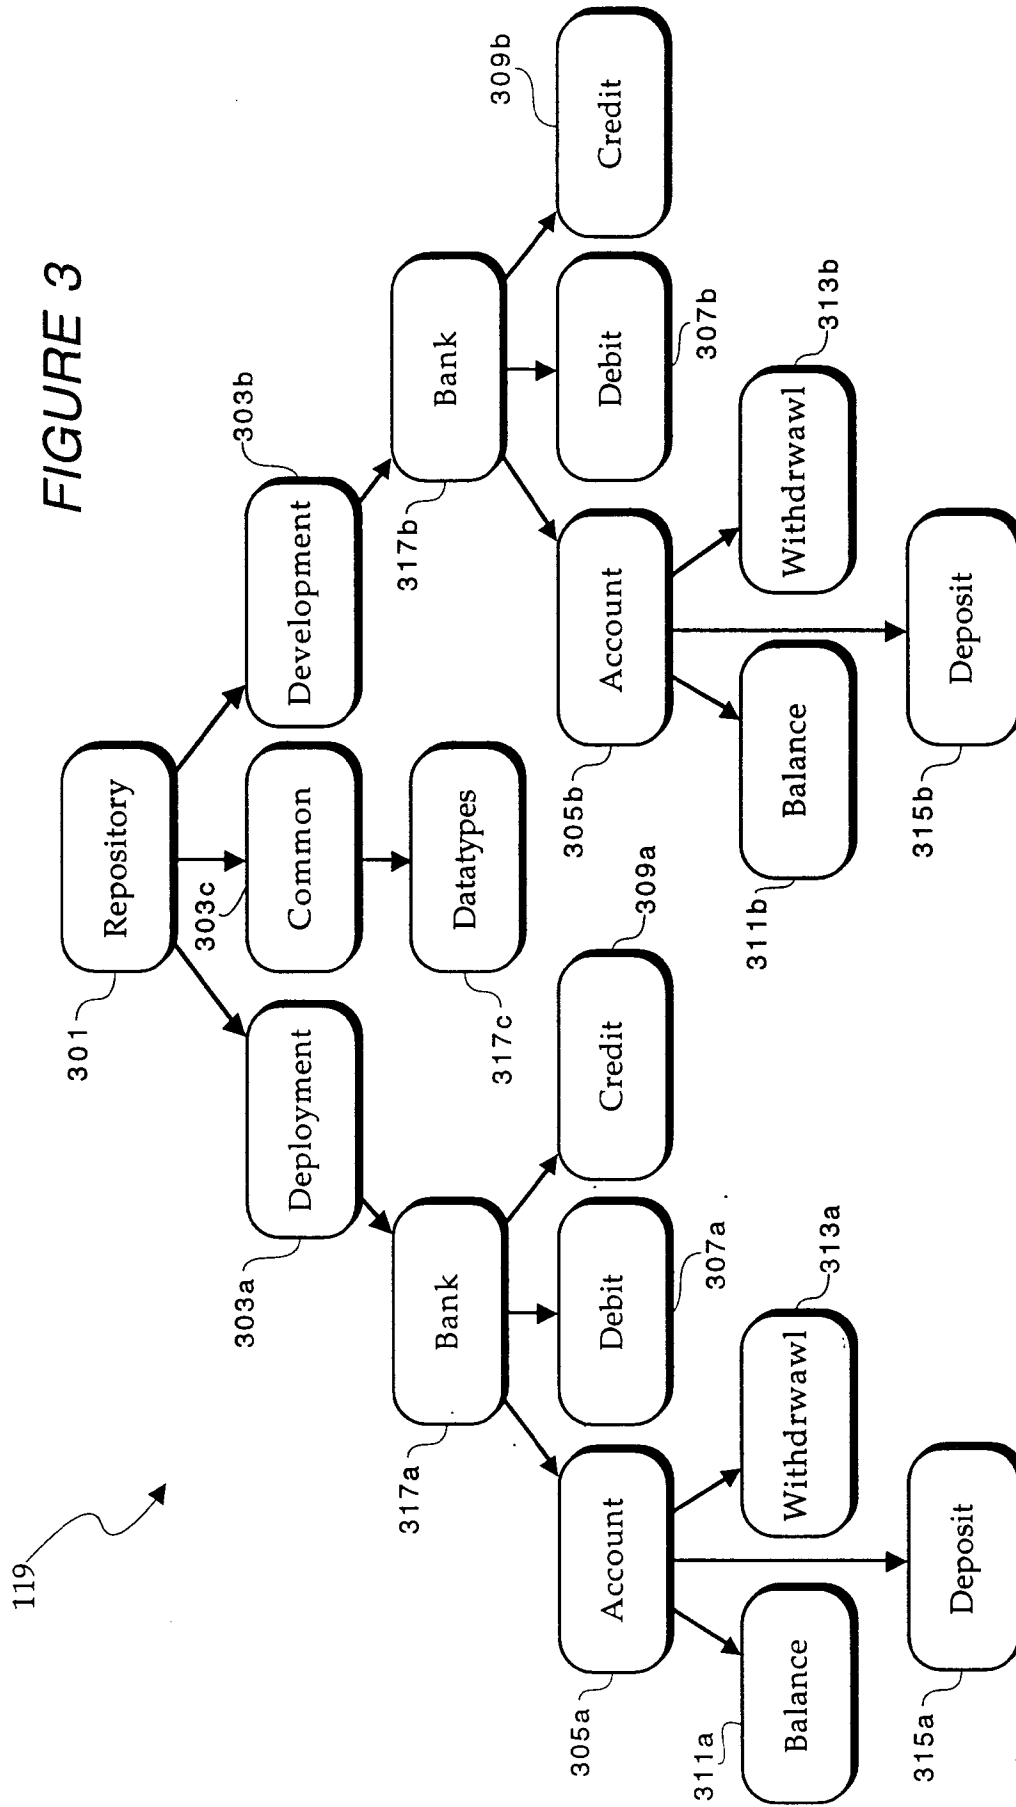 FIGURE 3
119
301
Repository
303a
Deployment
303c
Common
Development
303b
317a
Bank
317c
Datatypes
317b
Bank
305a
Account
Debit
307a
Credit
309a
305b
Account
Debit
307b
Credit
309b
311a
Balance
Withdrwawl
313a
311b
Balance
Withdrwawl
313b
315a
Deposit
315b
Deposit